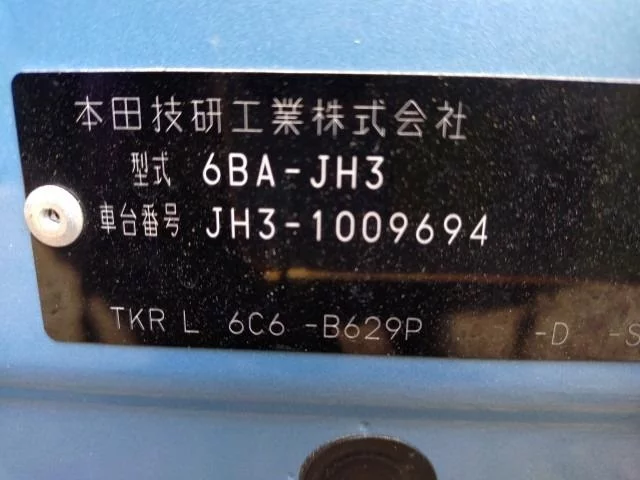 本田技研工業株式会社
型式 6BA-JH3
車台番号 JH3-1009694
TKR L 6C6 -B629P -D -S